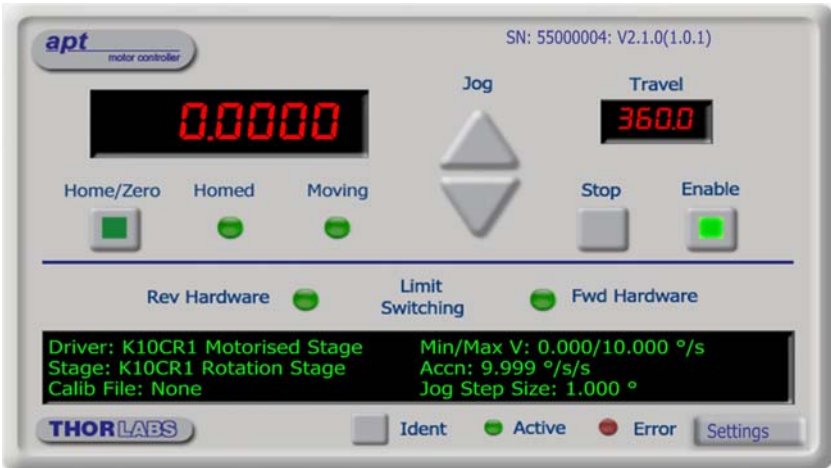 apt
motor controller
SN: 55000004: V2.1.0(1.0.1)
Jog
Travel
0.0000
360.0
Home/Zero Homed Moving
Stop Enable
Rev Hardware
Limit
Switching
Fwd Hardware
Driver: K10CR1 Motorised Stage Min/Max V: 0.000/10.000 °/s
Stage: K10CR1 Rotation Stage Accn: 9.999 °/s/s
Calib File: None Jog Step Size: 1.000 °
THORLABS Ident Active Error Settings